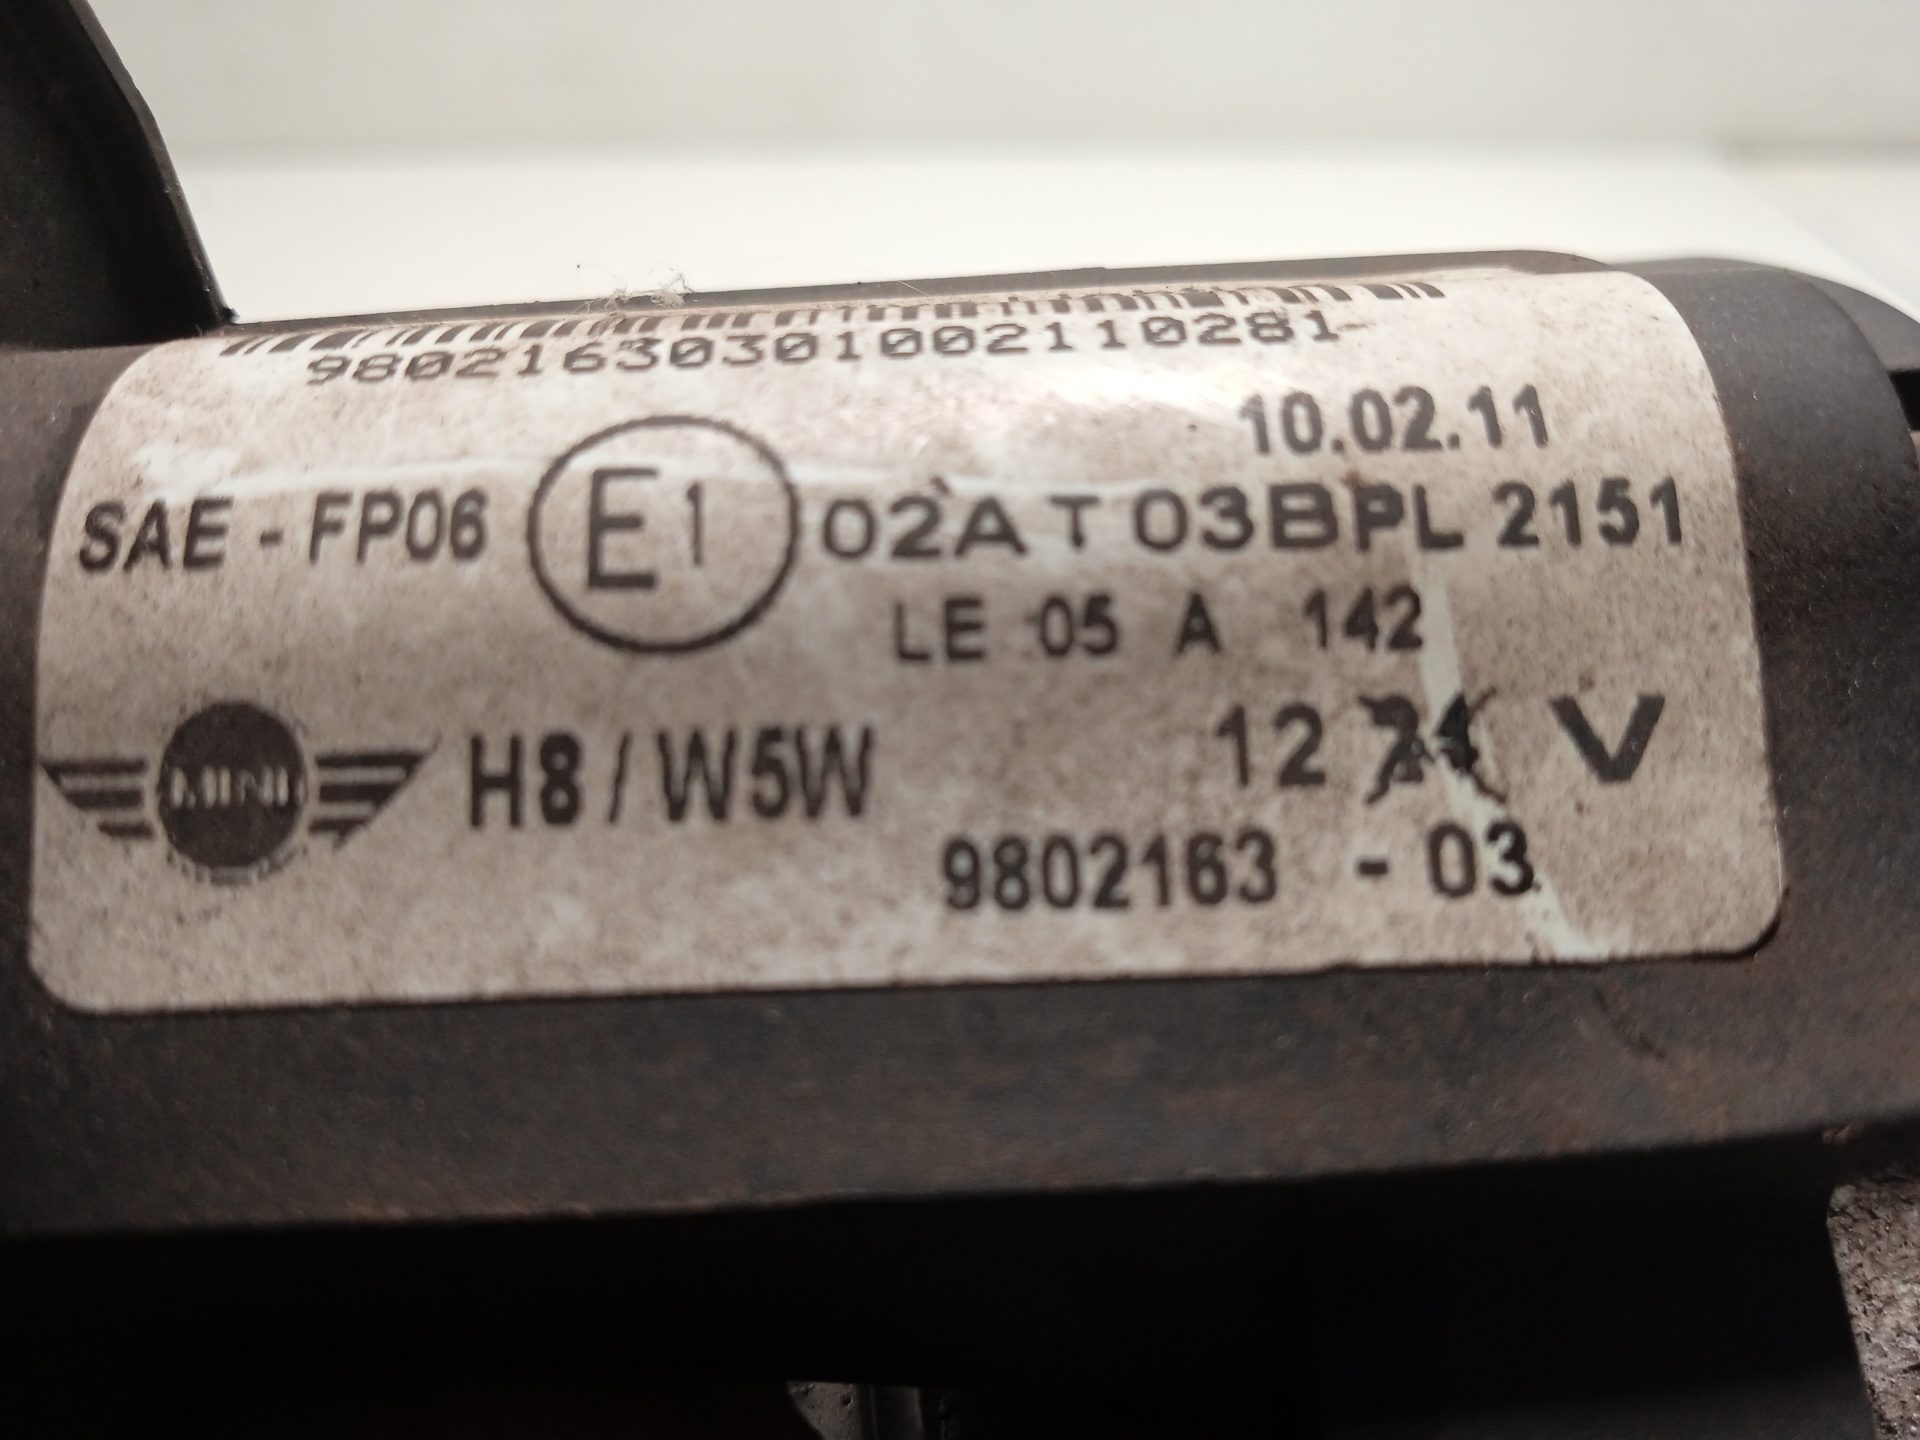 98021630301002110281
10.02.11
SAE - FP06 E1 02A T 03BPL 2151
LE 05 A 142
MINI H8 / W5W 12 24 V
9802163 - 03